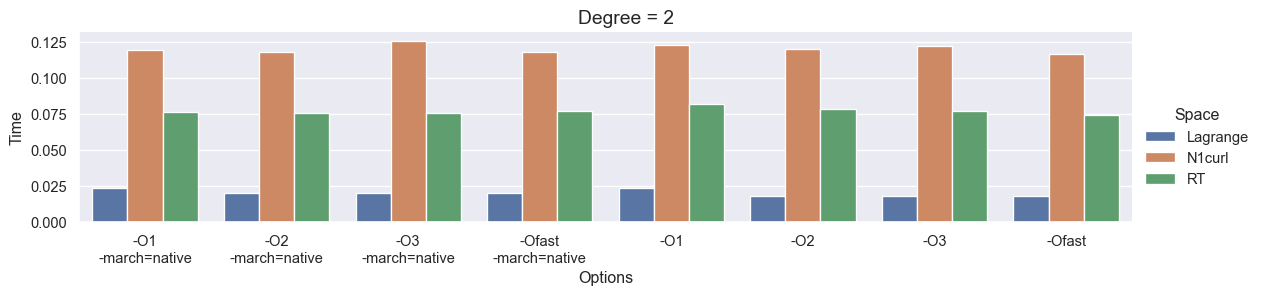 Degree = 2
Time
0.125
0.100
0.075
0.050
0.025
0.000
-O1
-march=native
-O2
-march=native
-O3
-march=native
-Ofast
-march=native
-O1
-O2
-O3
-Ofast
Options
Space
Lagrange
N1curl
RT